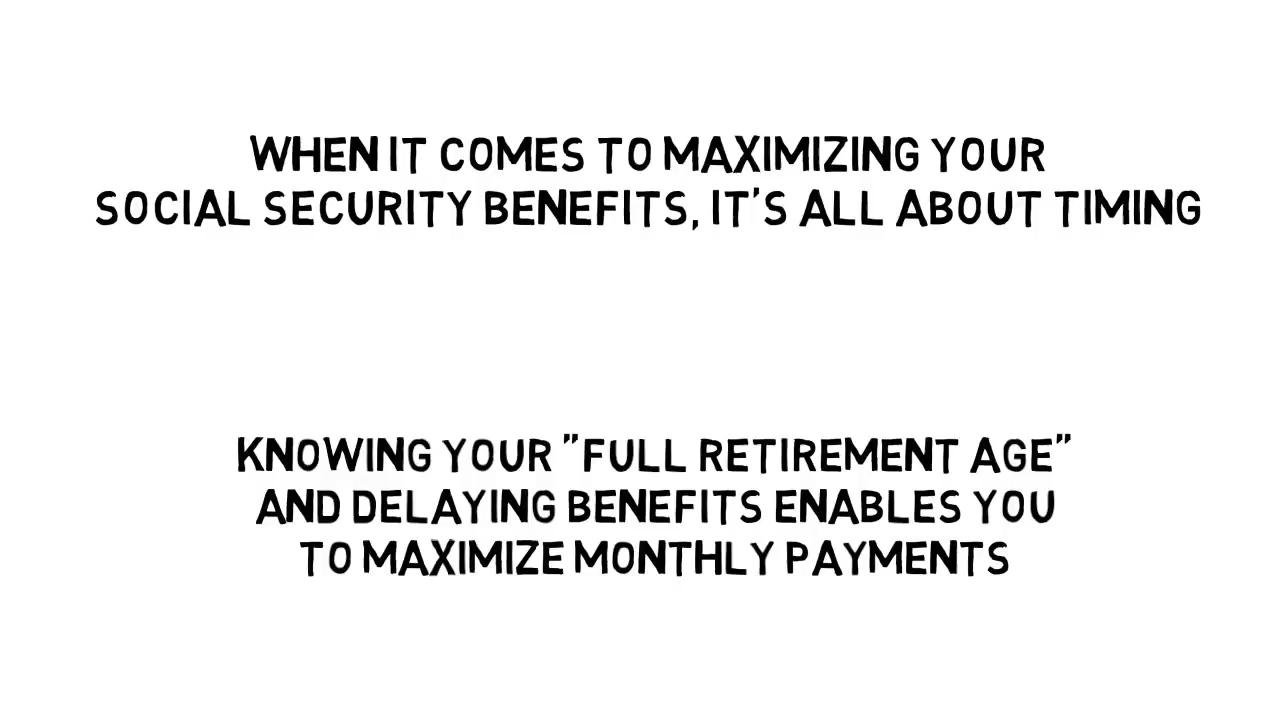 WHEN IT COMES TO MAXIMIZING YOUR
SOCIAL SECURITY BENEFITS, IT'S ALL ABOUT TIMING
KNOWING YOUR "FULL RETIREMENT AGE"
AND DELAYING BENEFITS ENABLES YOU
TO MAXIMIZE MONTHLY PAYMENTS